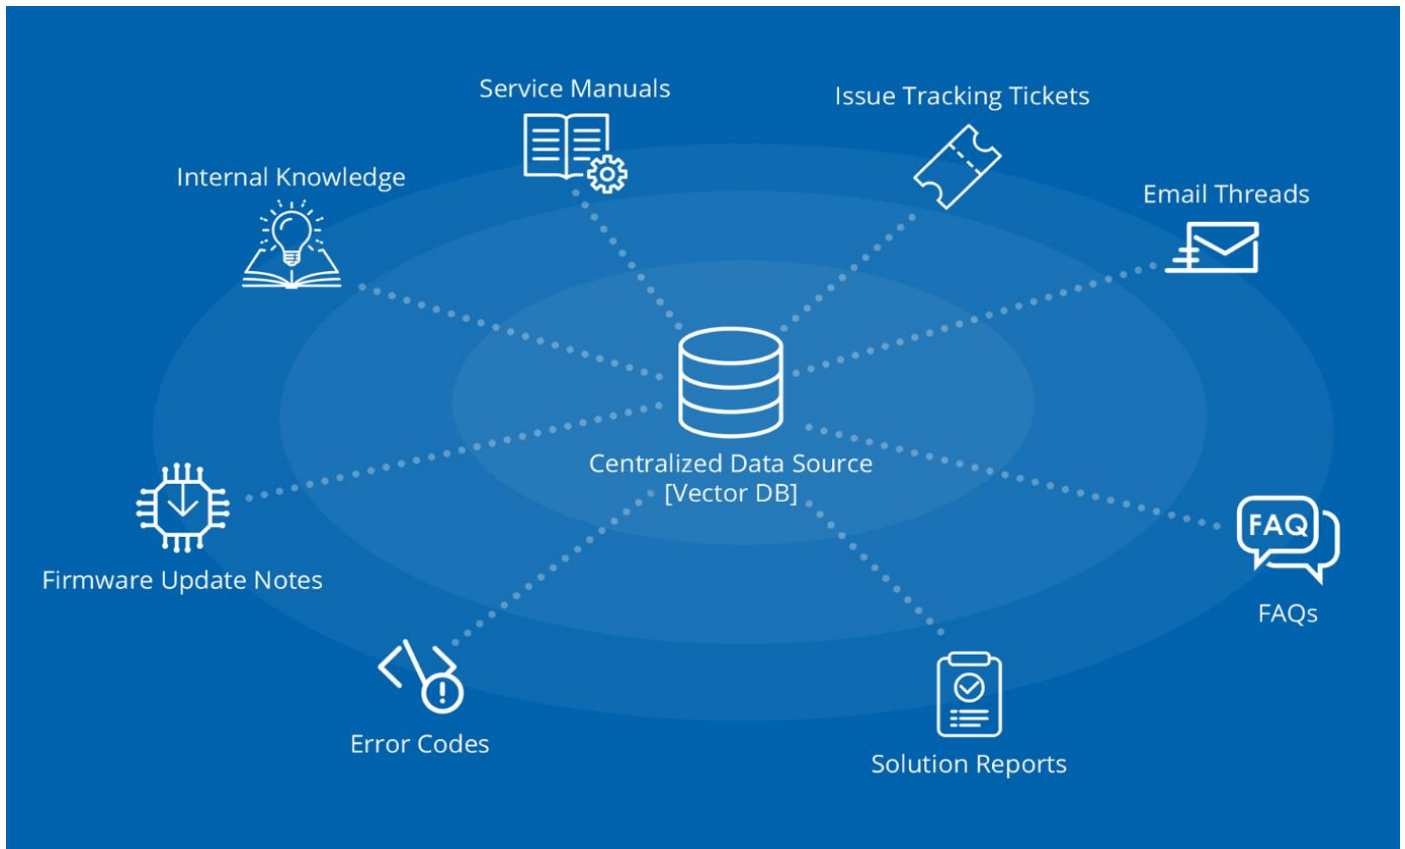 Service Manuals
Issue Tracking Tickets
Internal Knowledge
Email Threads
Centralized Data Source
[Vector DB]
FAQ
Firmware Update Notes
FAQs
Error Codes
Solution Reports